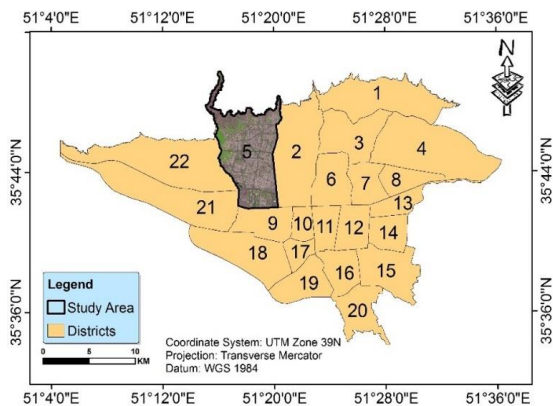 51°4'0"E 51°12'0"E 51°20'0"E 51°28'0"E 51°36'0"E
N
1
3
4
5
2
22
6
7
8
35°44'0"N
35°44'0"N
13
21
9
10
11
12
14
18
17
15
16
19
20
35°36'0"N
35°36'0"N
Legend
Study Area
Districts
0 5 10
KM
Coordinate System: UTM Zone 39N
Projection: Transverse Mercator
Datum: WGS 1984
51°4'0"E 51°12'0"E 51°20'0"E 51°28'0"E 51°36'0"E